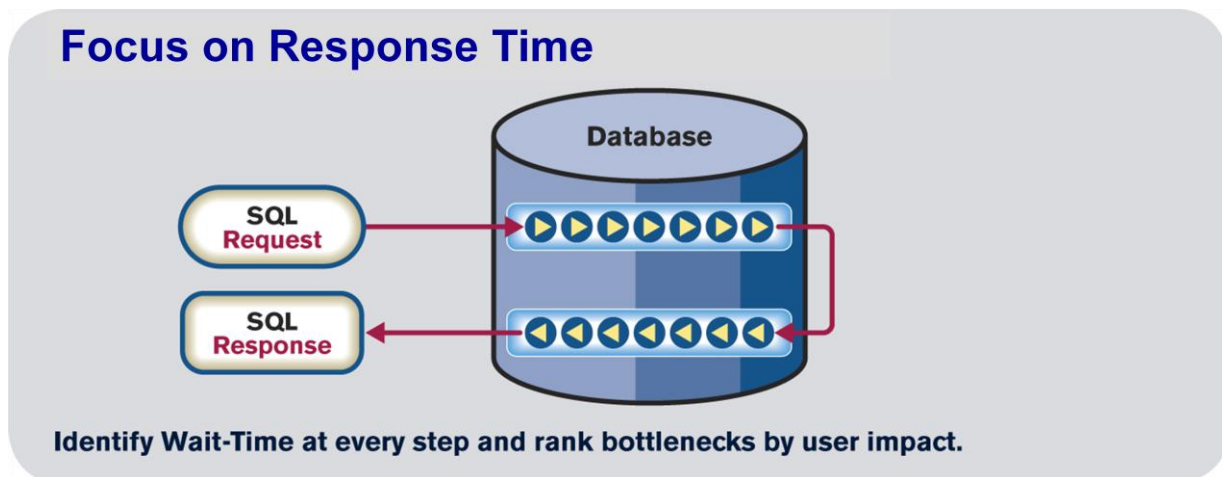 Focus on Response Time
Database
SQL
Request
SQL
Response
Identify Wait-Time at every step and rank bottlenecks by user impact.